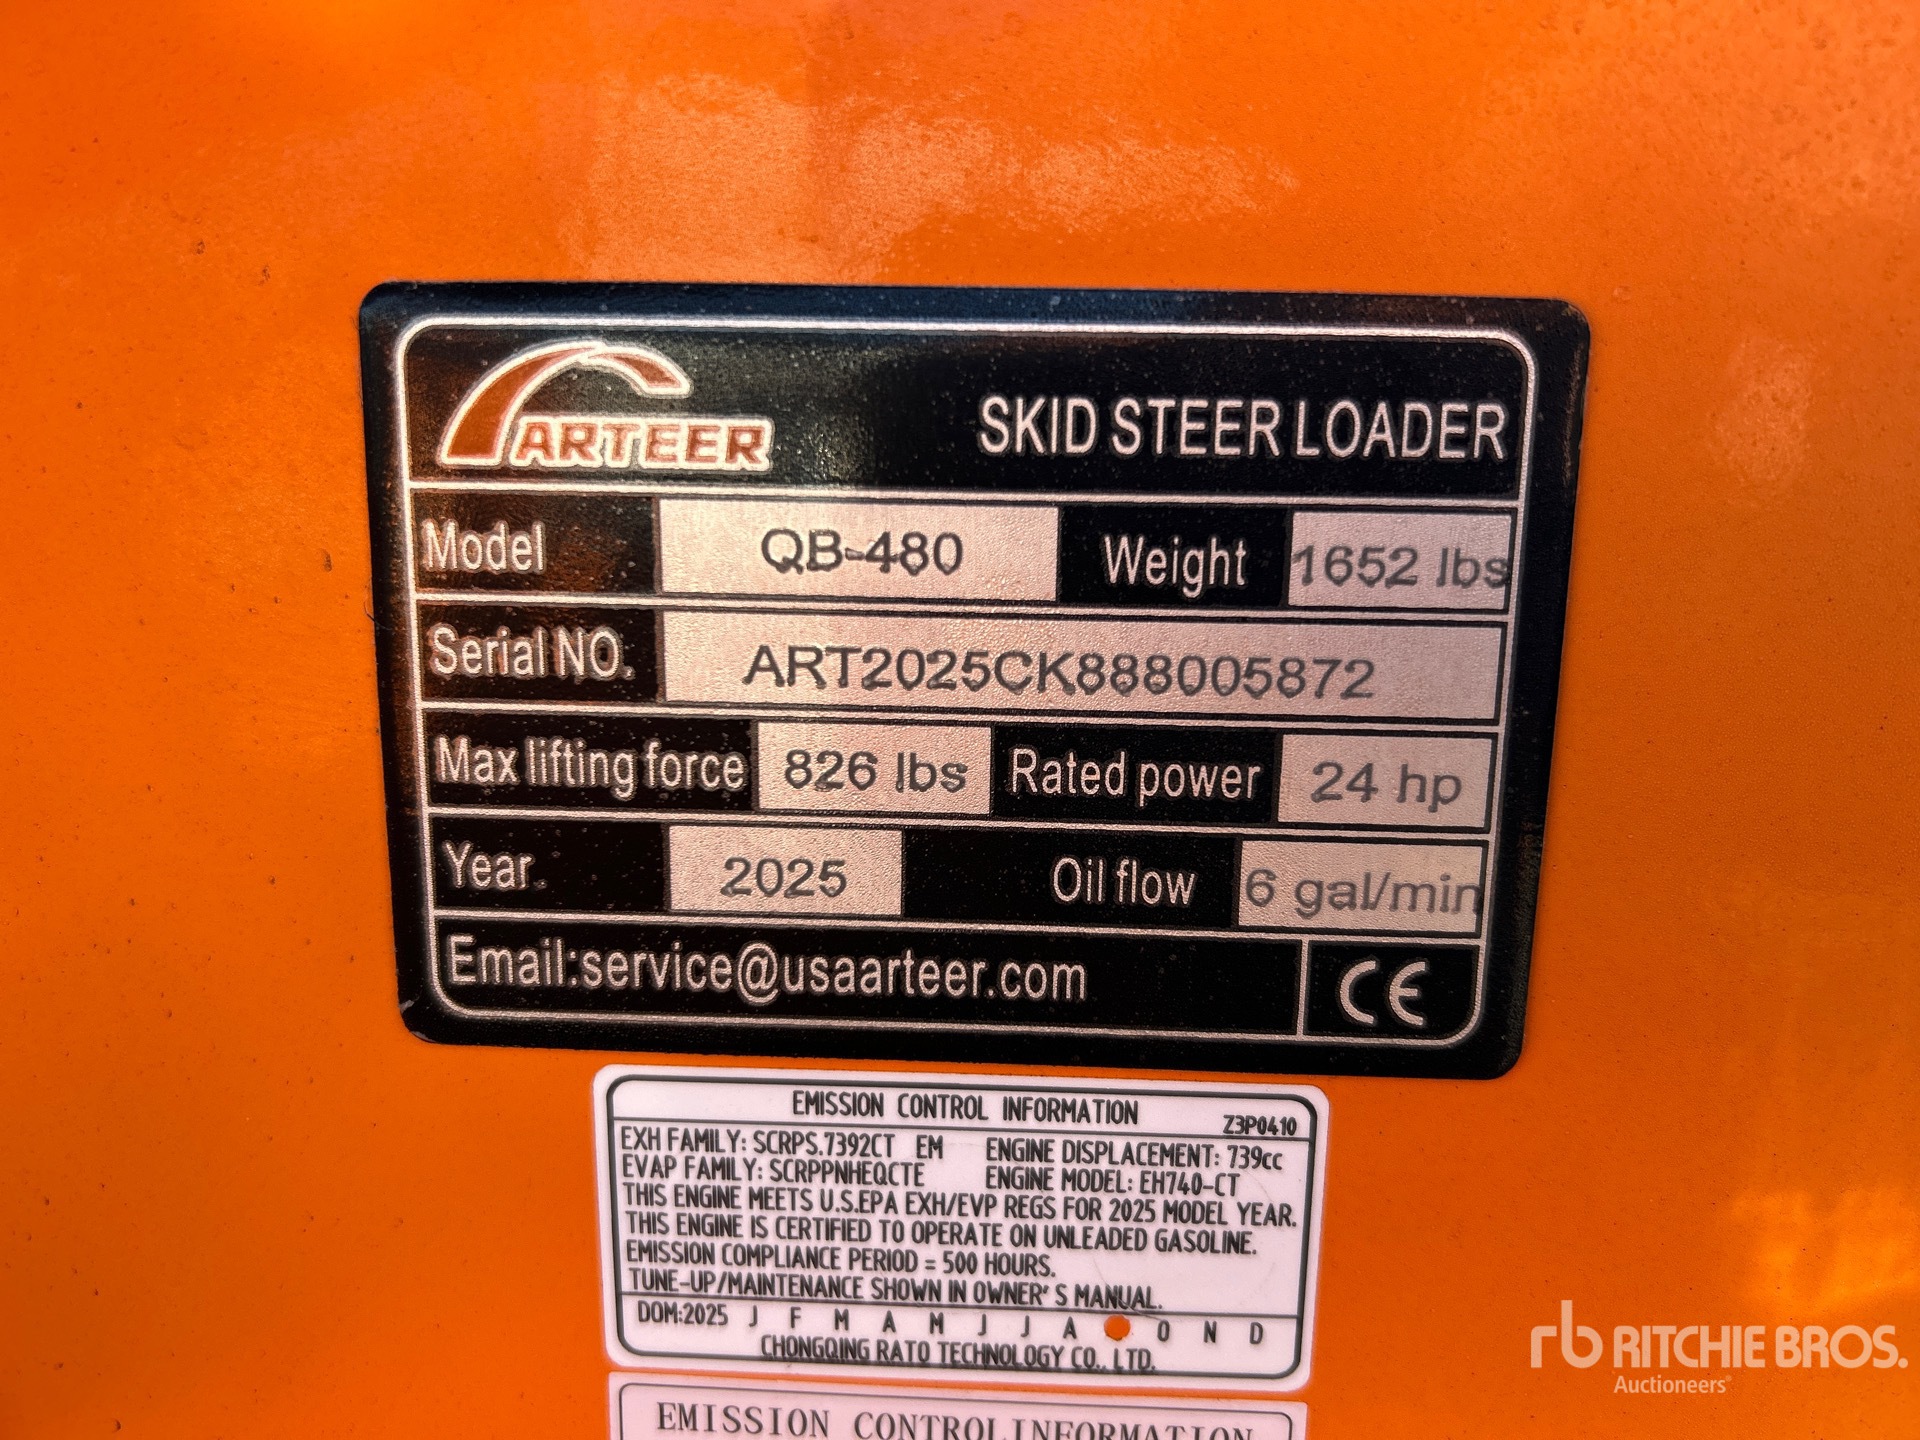 ARTEER
SKID STEER LOADER
Model QB-480 Weight 1652 lbs
Serial NO. ART2025CK888005872
Max lifting force 826 lbs Rated power 24 hp
Year 2025 Oil flow 6 gal/min
Email:service@usaarteer.com CE
EMISSION CONTROL INFORMATION Z3P0410
EXH FAMILY: SCRPS.7392CT EM ENGINE DISPLACEMENT: 739cc
EVAP FAMILY: SCRPPNHEQCTE ENGINE MODEL: EH740-CT
THIS ENGINE MEETS U.S.EPA EXH/EVP REGS FOR 2025 MODEL YEAR.
THIS ENGINE IS CERTIFIED TO OPERATE ON UNLEADED GASOLINE.
EMISSION COMPLIANCE PERIOD = 500 HOURS.
TUNE-UP/MAINTENANCE SHOWN IN OWNER'S MANUAL.
DOM:2025 J F M A M J J A O N D
CHONGQING RATO TECHNOLOGY CO., LTD.
EMISSION CONTROL INFORMATION
rb RITCHIE BROS.
Auctioneers